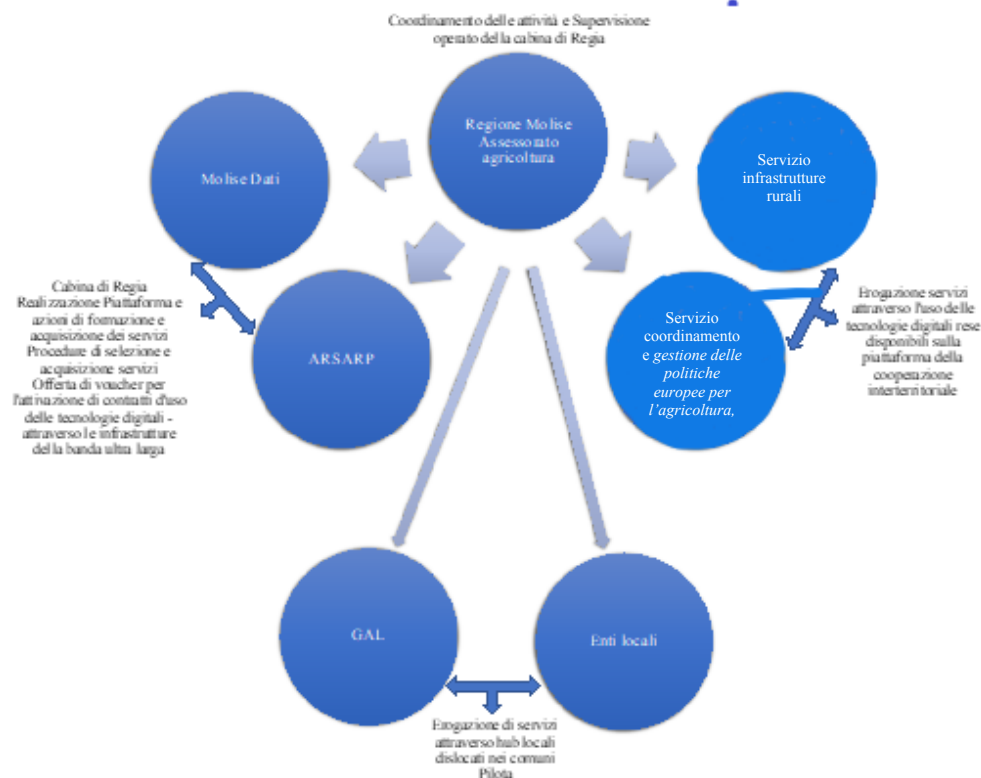 Coordinamento delle attività e Supervisione
operato della cabina di Regia
Regione Molise
Assessorato
agricoltura
Molise Dati
Servizio
infrastrutture
rurali
Cabina di Regia
Realizzazione Piattaforma e
azioni di formazione e
acquisizione dei servizi
Procedure di selezione e
acquisizione servizi
Offerta di voucher per
l'attivazione di contratti d'uso
delle tecnologie digitali -
attraverso le infrastrutture
della banda ultra larga
ARSARP
Servizio
coordinamento
e gestione delle
politiche
europee per
l’agricoltura,
Erogazione servizi
attraverso l'uso delle
tecnologie digitali rese
disponibili sulla
piattaforma della
cooperazione
interterritoriale
GAL
Enti locali
Erogazione di servizi
attraverso hub locali
dislocati nei comuni
Pilota